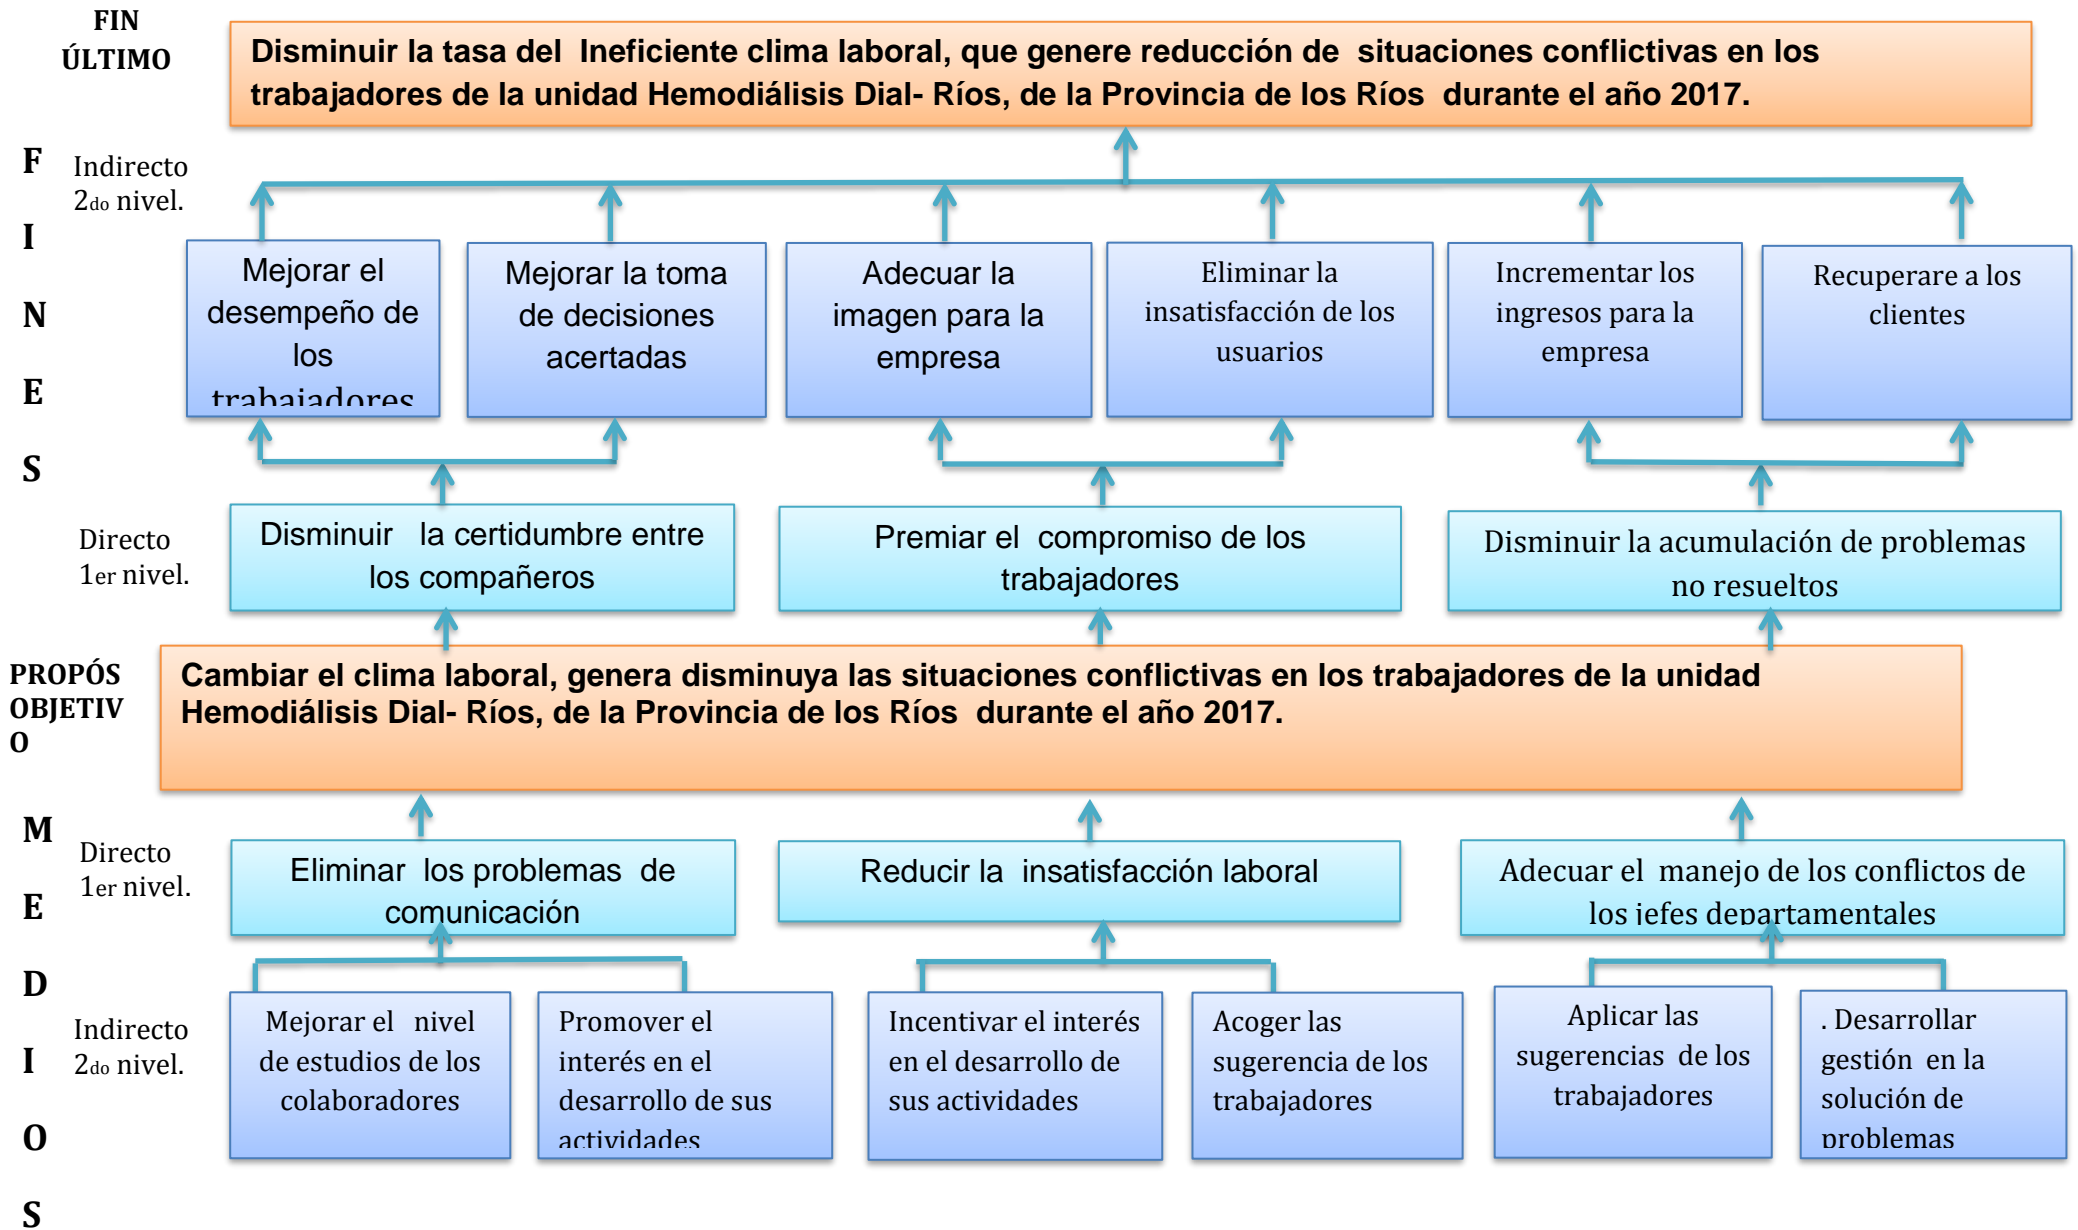 FIN
ÚLTIMO
Disminuir la tasa del Ineficiente clima laboral, que genere reducción de situaciones conflictivas en los
trabajadores de la unidad Hemodiálisis Dial- Ríos, de la Provincia de los Ríos durante el año 2017.
F
I
N
E
S
Indirecto
2do nivel.
Mejorar el
desempeño de
los
trabajadores
Mejorar la toma
de decisiones
acertadas
Adecuar la
imagen para la
empresa
Eliminar la
insatisfacción de los
usuarios
Incrementar los
ingresos para la
empresa
Recuperare a los
clientes
Directo
1er nivel.
Disminuir la certidumbre entre
los compañeros
Premiar el compromiso de los
trabajadores
Disminuir la acumulación de problemas
no resueltos
PROPÓS
OBJETIV
O
Cambiar el clima laboral, genera disminuya las situaciones conflictivas en los trabajadores de la unidad
Hemodiálisis Dial- Ríos, de la Provincia de los Ríos durante el año 2017.
M
E
D
I
O
S
Directo
1er nivel.
Eliminar los problemas de
comunicación
Reducir la insatisfacción laboral
Adecuar el manejo de los conflictos de
los jefes departamentales
Indirecto
2do nivel.
Mejorar el nivel
de estudios de los
colaboradores
Promover el
interés en el
desarrollo de sus
actividades
Incentivar el interés
en el desarrollo de
sus actividades
Acoger las
sugerencia de los
trabajadores
Aplicar las
sugerencias de los
trabajadores
. Desarrollar
gestión en la
solución de
problemas